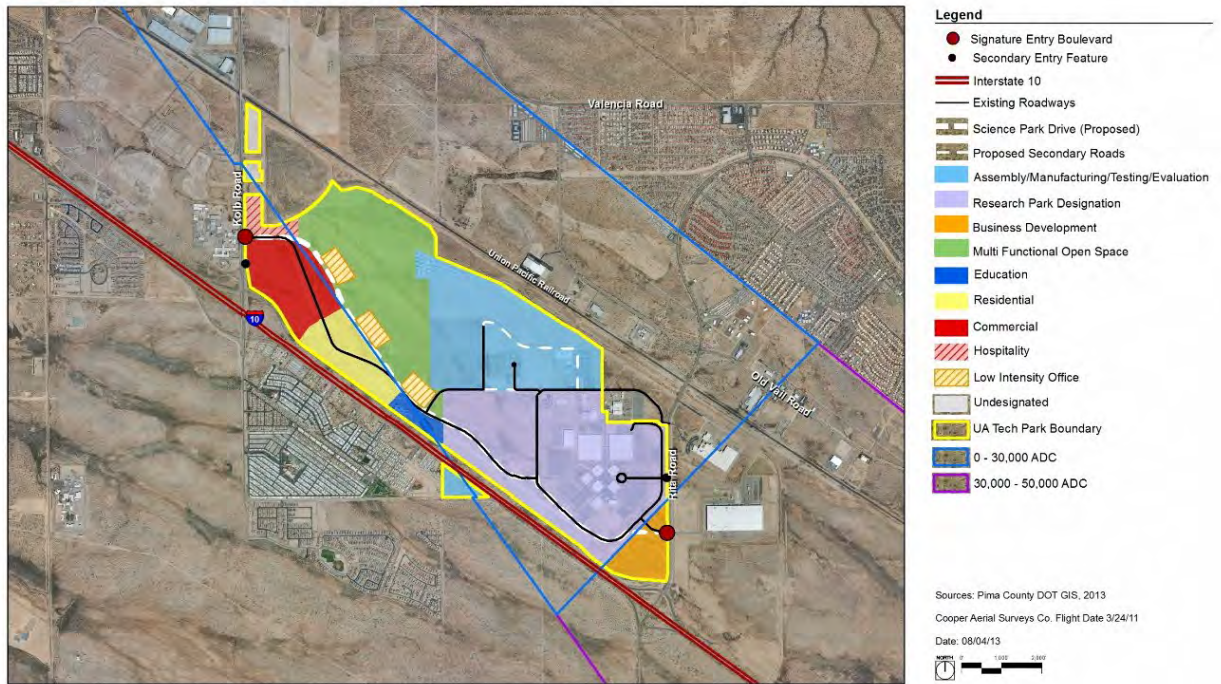 Valencia Road
Kolb Road
Union Pacific Railroad
10
Old Vail Road
Rita Road
Legend
Signature Entry Boulevard
Secondary Entry Feature
Interstate 10
Existing Roadways
Science Park Drive (Proposed)
Proposed Secondary Roads
Assembly/Manufacturing/Testing/Evaluation
Research Park Designation
Business Development
Multi Functional Open Space
Education
Residential
Commercial
Hospitality
Low Intensity Office
Undesignated
UA Tech Park Boundary
0 - 30,000 ADC
30,000 - 50,000 ADC
Sources: Pima County DOT GIS, 2013
Cooper Aerial Surveys Co. Flight Date 3/24/11
Date: 08/04/13
NORTH
0